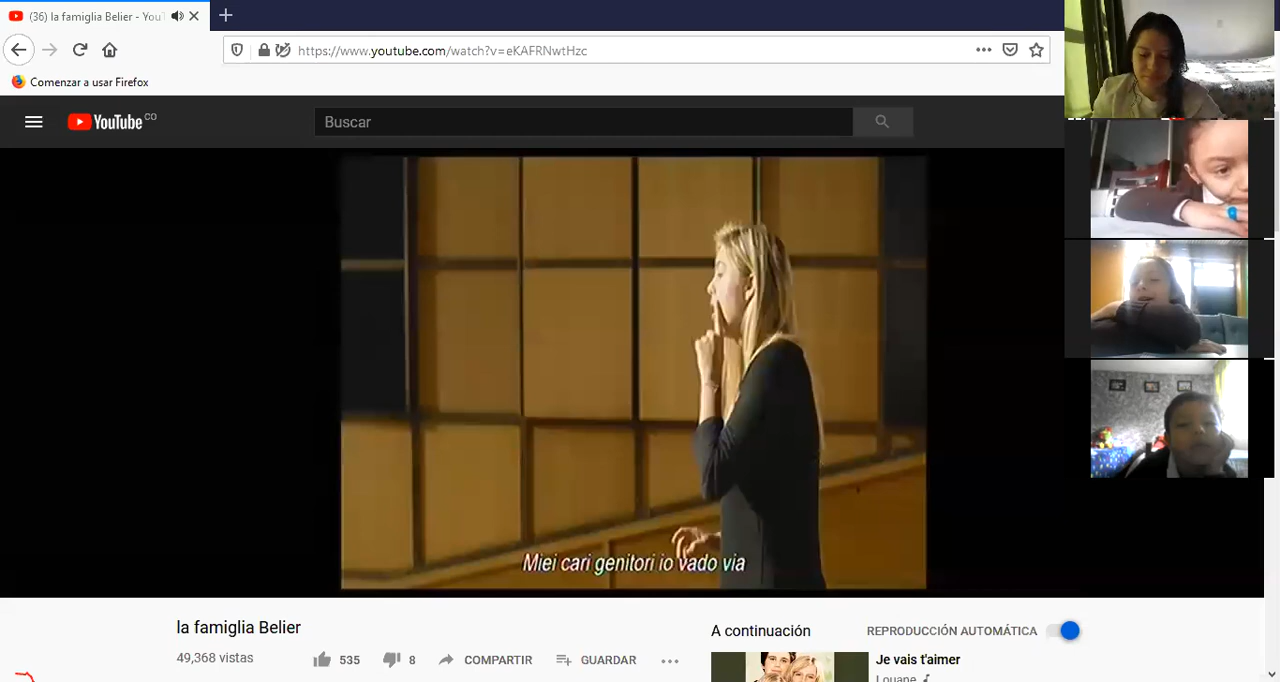 (36) la famiglia Belier - You
https://www.youtube.com/watch?v=eKAFRNwtHzc
Comenzar a usar Firefox
YouTube CO
Buscar
Miei cari genitori io vado via
la famiglia Belier
49,368 vistas
535
8
COMPARTIR
GUARDAR
A continuación
REPRODUCCIÓN AUTOMÁTICA
Je vais t'aimer
Louane